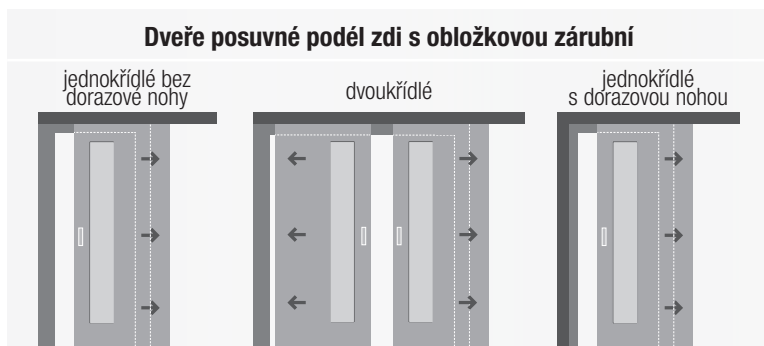 Dveře posuvné podél zdi s obložkovou zárubní
jednokřídlé bez
dorazové nohy
dvoukřídlé
jednokřídlé
s dorazovou nohou